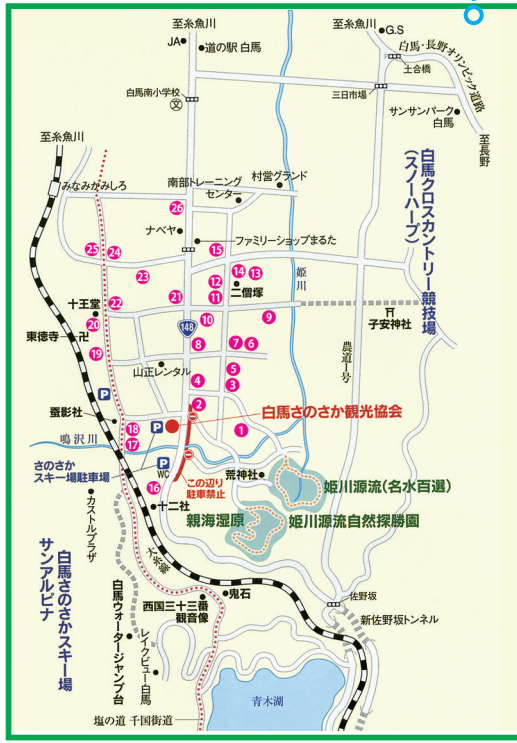 至糸魚川
至糸魚川
JA
道の駅 白馬
G.S
白馬・長野オリンピック道路
土合橋
白馬南小学校
文
三日市場
サンサンパーク
白馬
至長野
至糸魚川
みなみかみしろ
南部トレーニング
センター
村営グランド
白馬クロスカントリー競技場
(スノーハープ)
26
ナベヤ
ファミリーショップまるた
25
24
15
23
14
13
姫川
12
二僧塚
11
21
22
十王堂
10
9
子安神社
148
20
東徳寺
卍
8
7
6
農道1号
19
山正レンタル
5
4
3
P
2
蚕影社
白馬さのさか観光協会
18
P
1
鳴沢川
17
さのさか
スキー場駐車場
P
WC
この辺り
駐車禁止
荒神社
姫川源流(名水百選)
16
十二社
親海湿原
姫川源流自然探勝園
カストルプラザ
大糸線
白馬さのさかスキー場
サンアルピナ
鬼石
佐野坂
西国三十三番
観音像
新佐野坂トンネル
白馬ウォータージャンプ台
レイクビュー白馬
青木湖
塩の道 千国街道